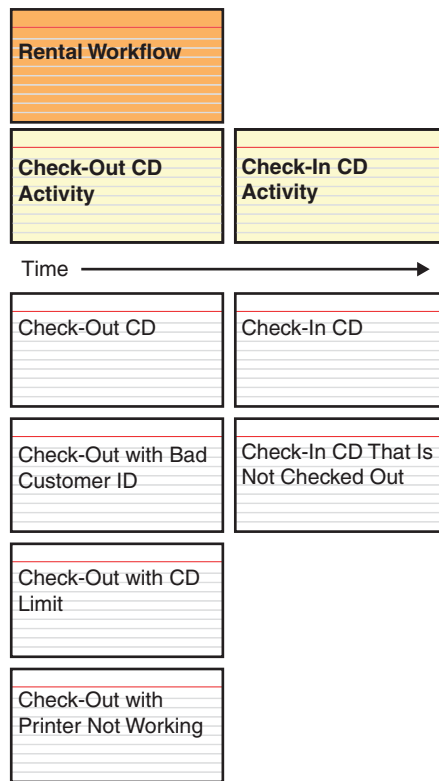 Rental Workflow
Check-Out CD
Activity
Check-In CD
Activity
Time
Check-Out CD
Check-In CD
Check-Out with Bad
Customer ID
Check-In CD That Is
Not Checked Out
Check-Out with CD
Limit
Check-Out with
Printer Not Working